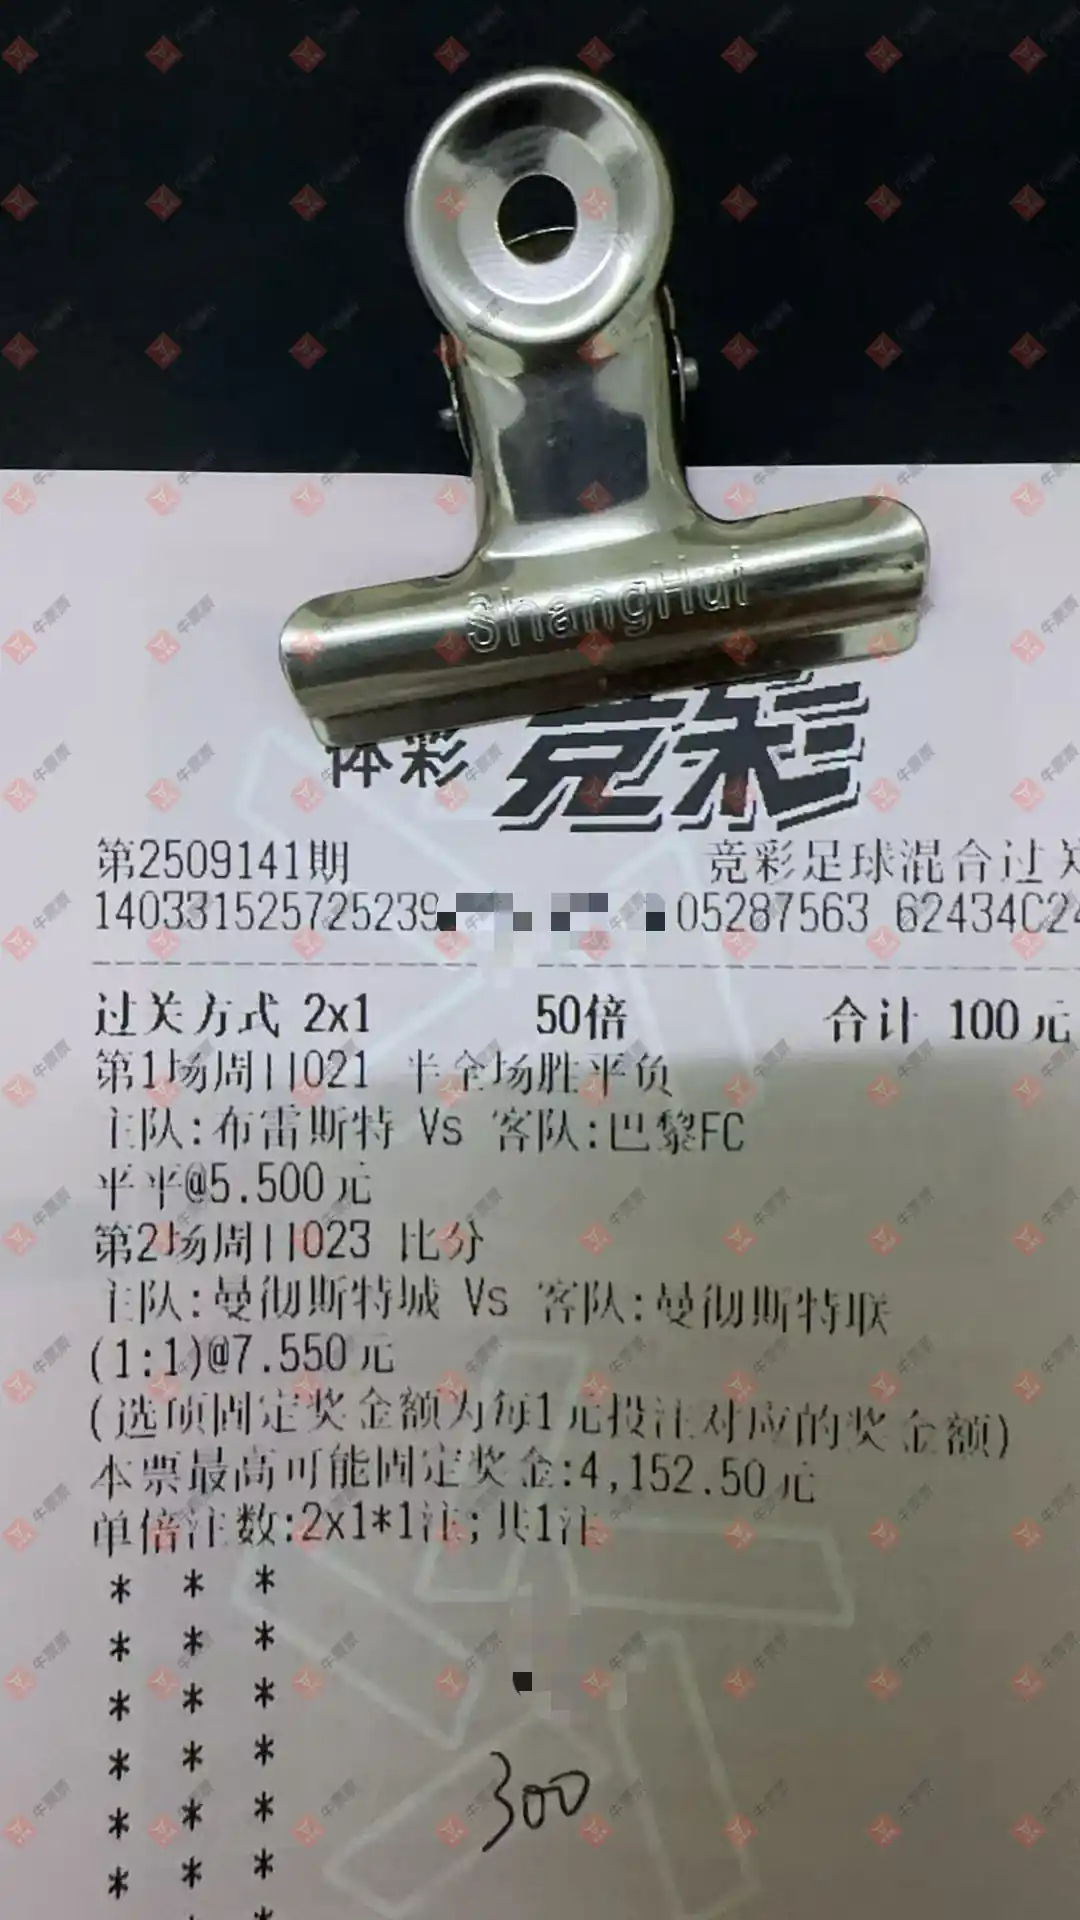 ShangHui
体彩 竞彩
第2509141期 竞彩足球混合过关
140331525725239 05287563 62434C24
过关方式 2x1 50倍 合计 100元
第1场周日021 半全场胜平负
主队:布雷斯特 Vs 客队:巴黎FC
平平@5.500元
第2场周日023 比分
主队:曼彻斯特城 Vs 客队:曼彻斯特联
(1:1)@7.550元
(选项固定奖金额为每1元投注对应的奖金额)
本票最高可能固定奖金:4,152.50元
单倍注数:2x1*1注;共1注
* * *
* * *
* * *
* * *
* * *
* * *
300
牛票票